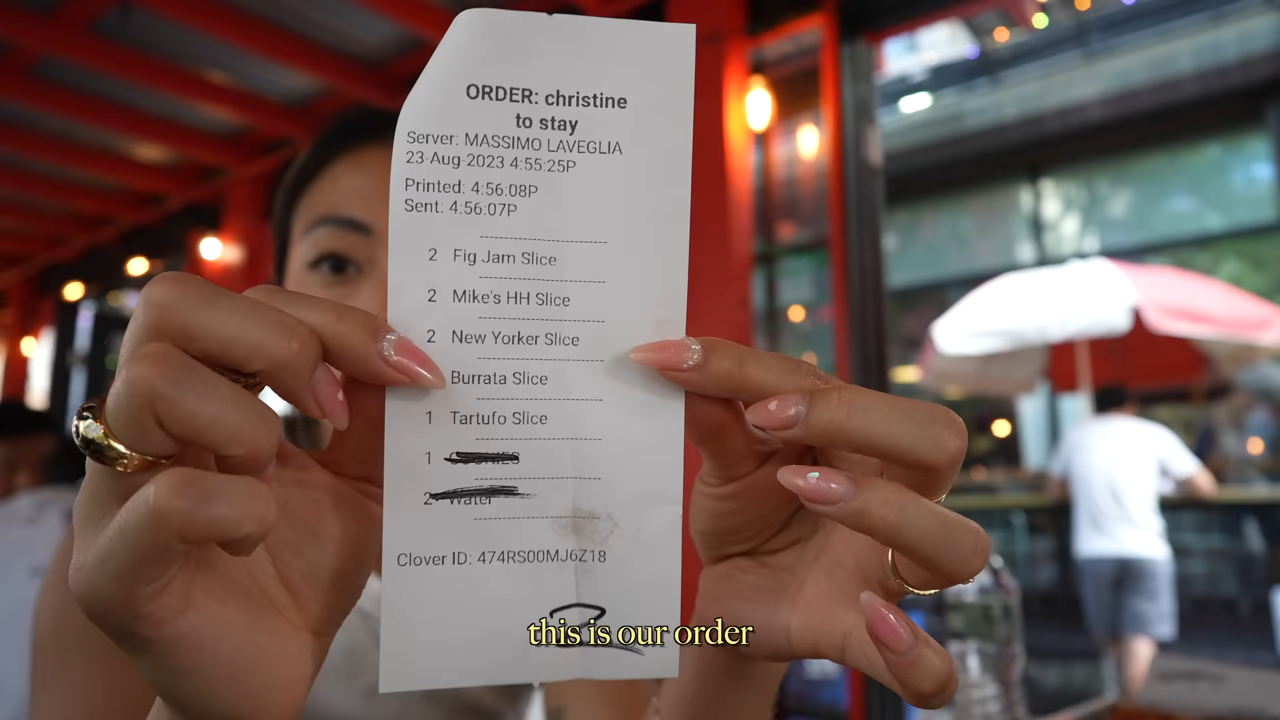 ORDER: christine
to stay
Server: MASSIMO LAVEGLIA
23-Aug-2023 4:55:25P
Printed: 4:56:08P
Sent: 4:56:07P
2 Fig Jam Slice
2 Mike's HH Slice
2 New Yorker Slice
Burrata Slice
1 Tartufo Slice
1
2 Water
Clover ID: 474RS00MJ6Z18
this is our order